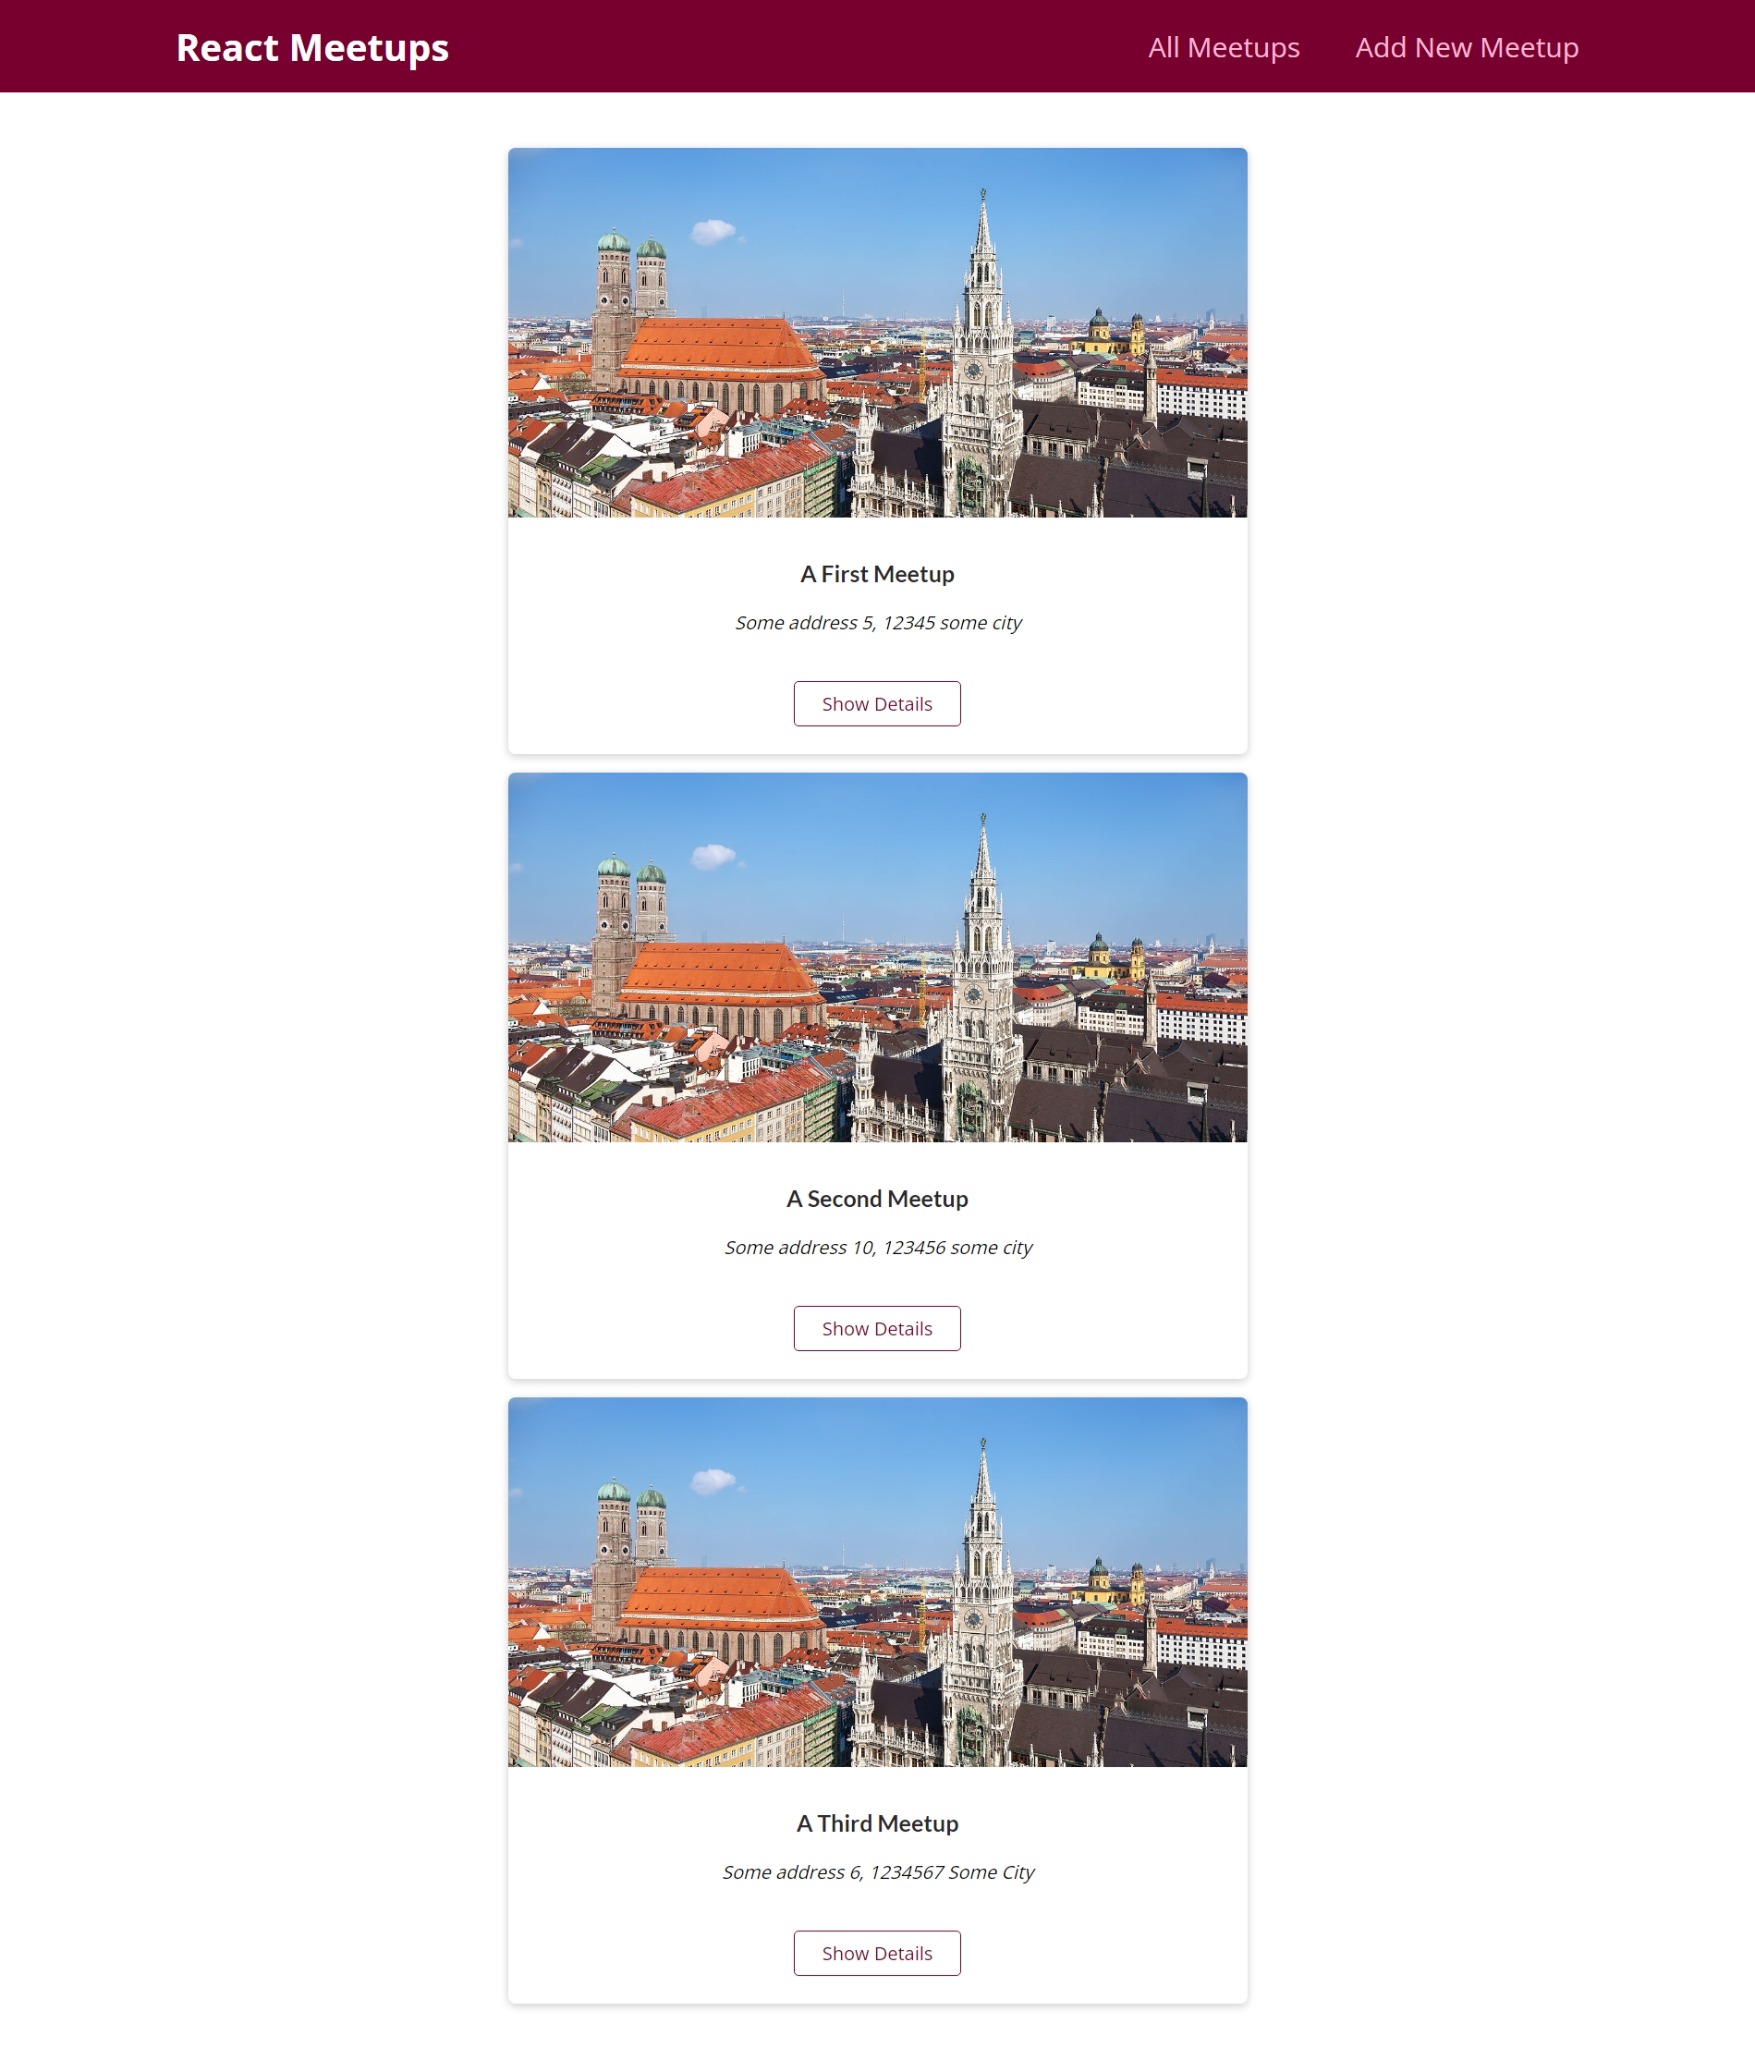 React Meetups
All Meetups
Add New Meetup
A First Meetup
Some address 5, 12345 some city
Show Details
A Second Meetup
Some address 10, 123456 some city
Show Details
A Third Meetup
Some address 6, 1234567 Some City
Show Details